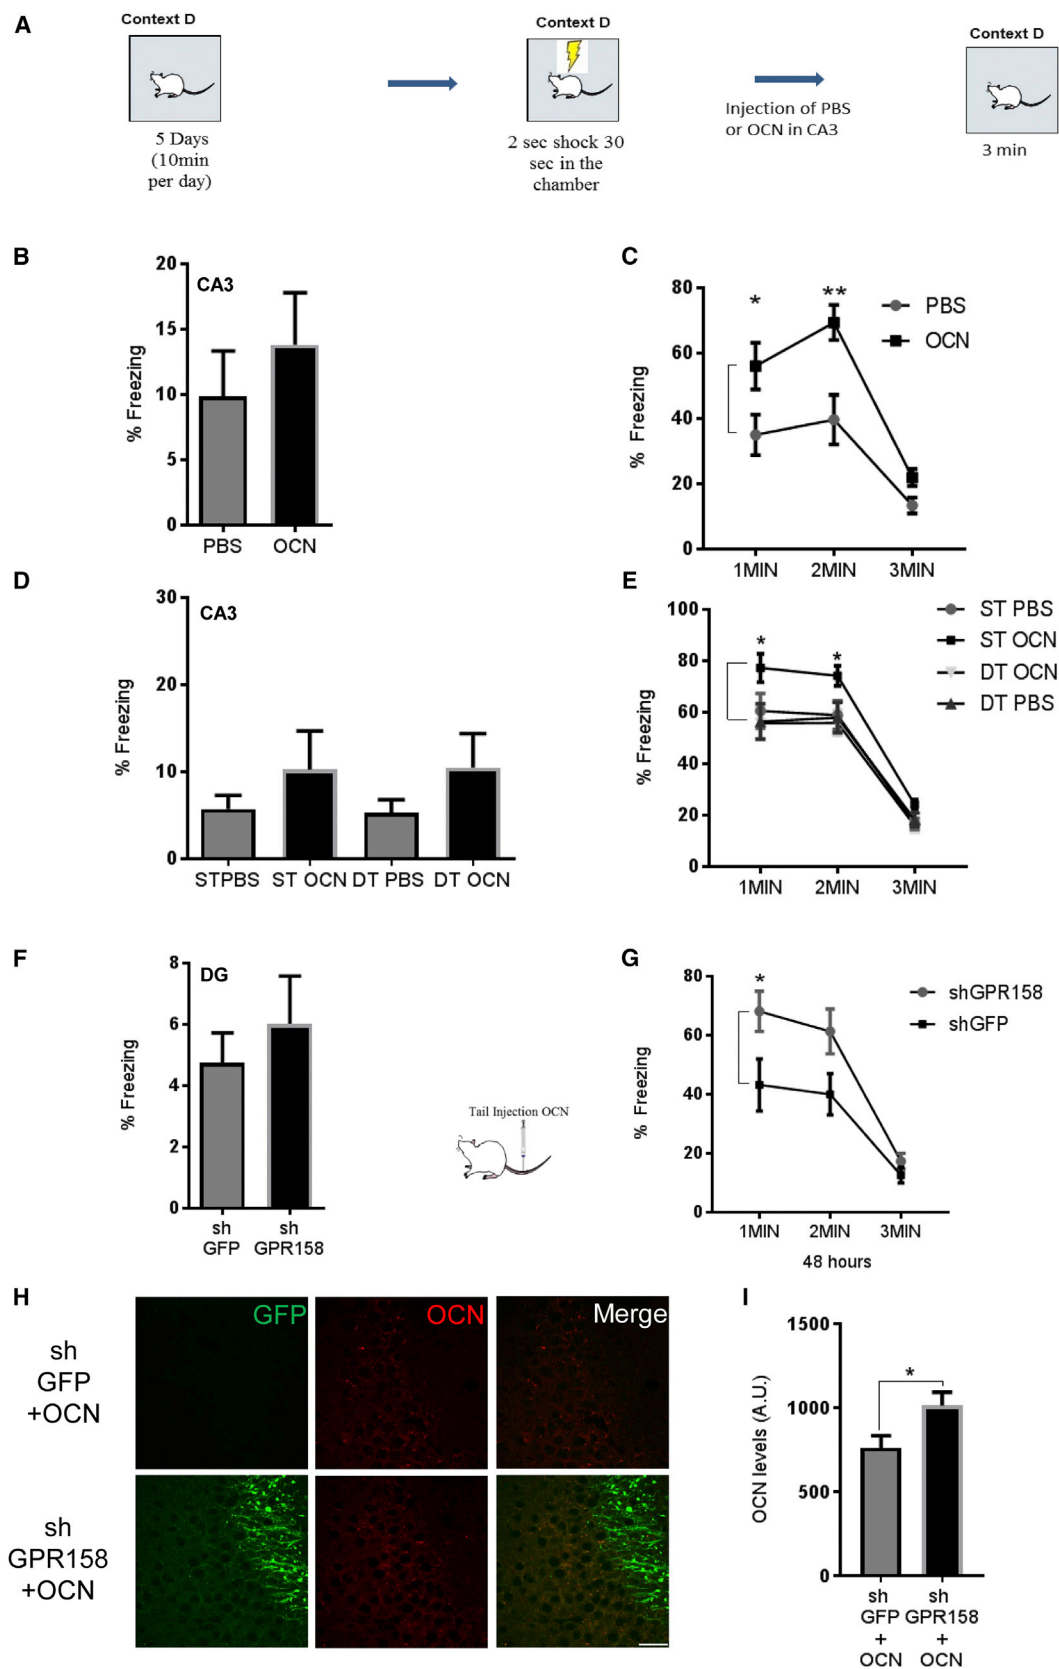 A
Context D
5 Days
(10min
per day)
Context D
2 sec shock 30
sec in the
chamber
Injection of PBS
or OCN in CA3
Context D
3 min
B
CA3
% Freezing
20
15
10
5
0
PBS
OCN
C
% Freezing
80
60
40
20
0
*
**
PBS
OCN
1MIN
2MIN
3MIN
D
CA3
% Freezing
30
20
10
0
STPBS
ST OCN
DT PBS
DT OCN
E
% Freezing
100
80
60
40
20
0
*
*
ST PBS
ST OCN
DT OCN
DT PBS
1MIN
2MIN
3MIN
F
DG
% Freezing
8
6
4
2
0
sh
GFP
sh
GPR158
Tail Injection OCN
G
% Freezing
80
60
40
20
0
*
shGPR158
shGFP
1MIN
2MIN
3MIN
48 hours
H
GFP
OCN
Merge
sh
GFP
+OCN
sh
GPR158
+OCN
I
OCN levels (A.U.)
1500
1000
500
0
*
sh
GFP
+
OCN
sh
GPR158
+
OCN